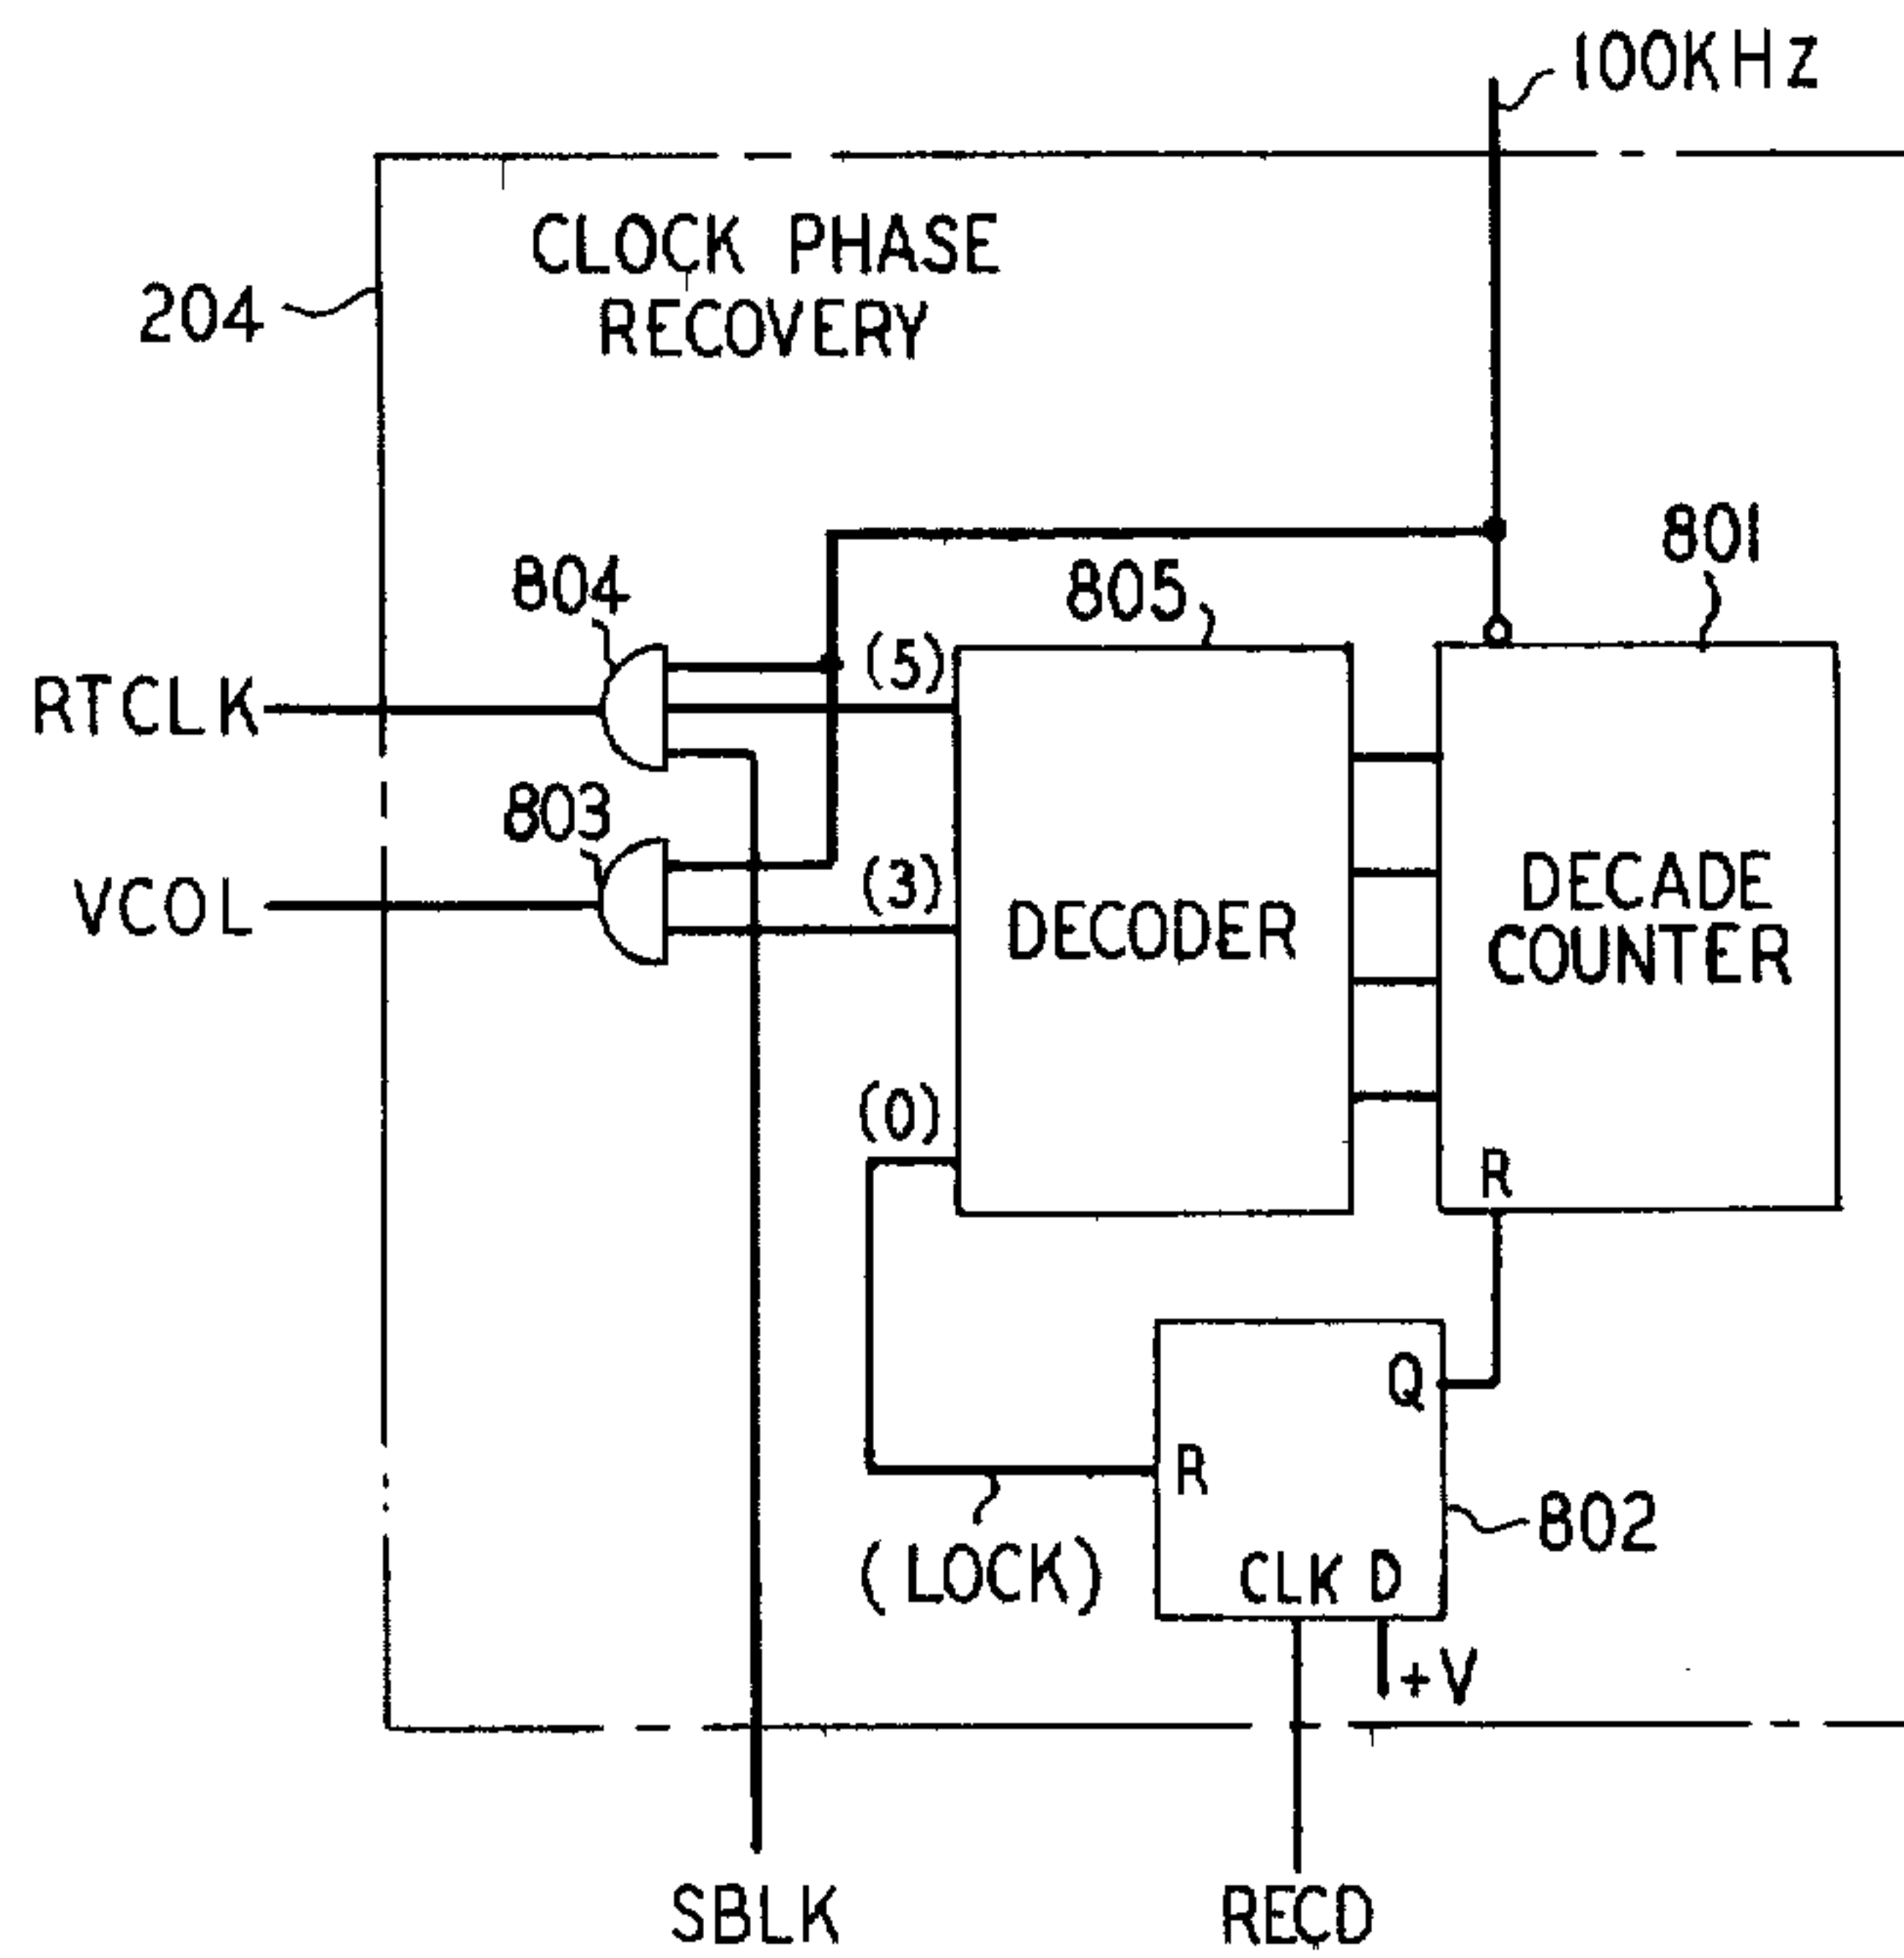 100KHZ
CLOCK PHASE
RECOVERY
204
801
804
805
(5)
RTCLK
803
(3)
VCOL
DECODER
DECADE
COUNTER
(0)
R
Q
R
802
(LOCK)
CLK D
+V
SBLK
RECD